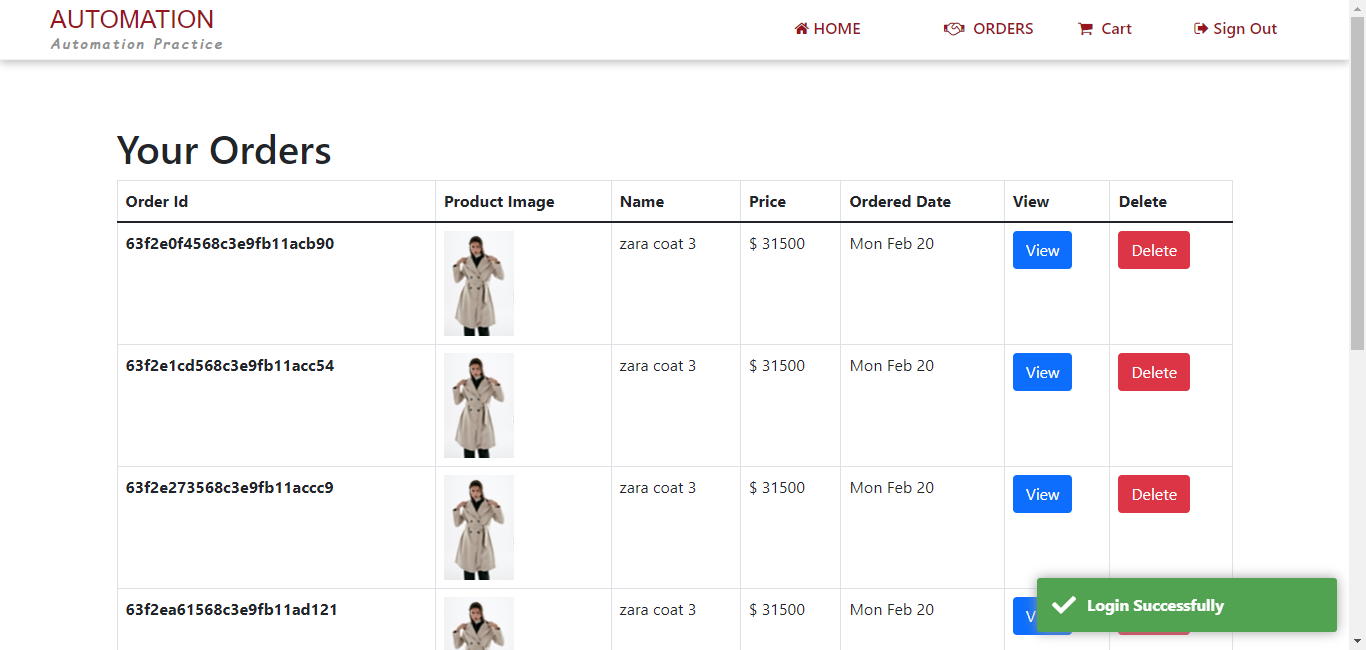 AUTOMATION
Automation Practice
HOME
ORDERS
Cart
Sign Out
Your Orders
Order Id Product Image Name Price Ordered Date View Delete
63f2e0f4568c3e9fb11acb90 zara coat 3 $ 31500 Mon Feb 20 View Delete
63f2e1cd568c3e9fb11acc54 zara coat 3 $ 31500 Mon Feb 20 View Delete
63f2e273568c3e9fb11accc9 zara coat 3 $ 31500 Mon Feb 20 View Delete
63f2ea61568c3e9fb11ad121 zara coat 3 $ 31500 Mon Feb 20
Login Successfully